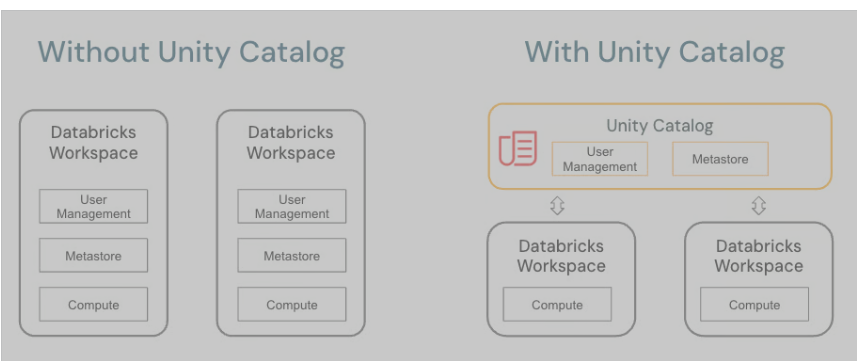 Without Unity Catalog
Databricks
Workspace
User
Management
Metastore
Compute
Databricks
Workspace
User
Management
Metastore
Compute
With Unity Catalog
Unity Catalog
User
Management
Metastore
Databricks
Workspace
Compute
Databricks
Workspace
Compute